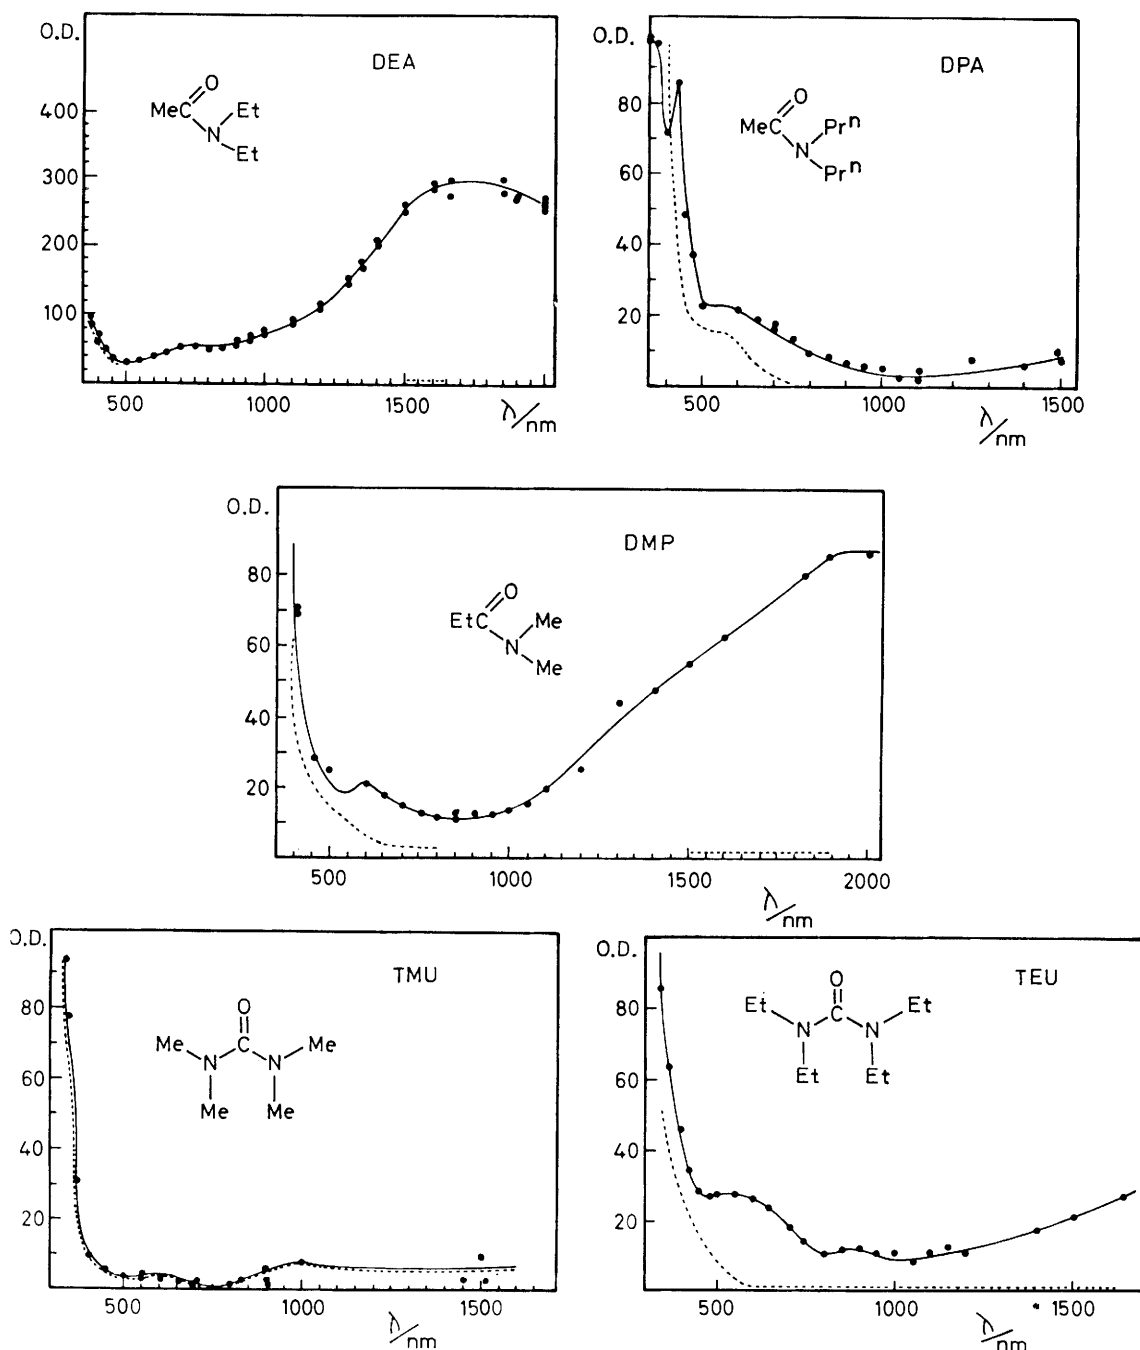 O.D.
DEA
O
MeC
Et
N
Et
400
300
200
100
500
1000
1500
λ/nm
O.D.
DPA
O
MeC
Prⁿ
N
Prⁿ
80
60
40
20
500
1000
1500
λ/nm
O.D.
DMP
O
EtC
Me
N
Me
80
60
40
20
500
1000
1500
2000
λ/nm
O.D.
TMU
O
Me
N
C
N
Me
Me
Me
80
60
40
20
500
1000
1500
λ/nm
O.D.
TEU
O
Et
N
C
N
Et
Et
Et
80
60
40
20
500
1000
1500
λ/nm